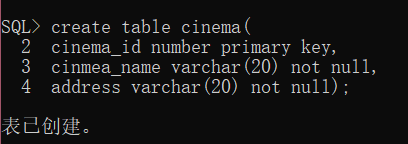 SQL> create table cinema(
  2  cinema_id number primary key,
  3  cinmea_name varchar(20) not null,
  4  address varchar(20) not null);
表已创建。